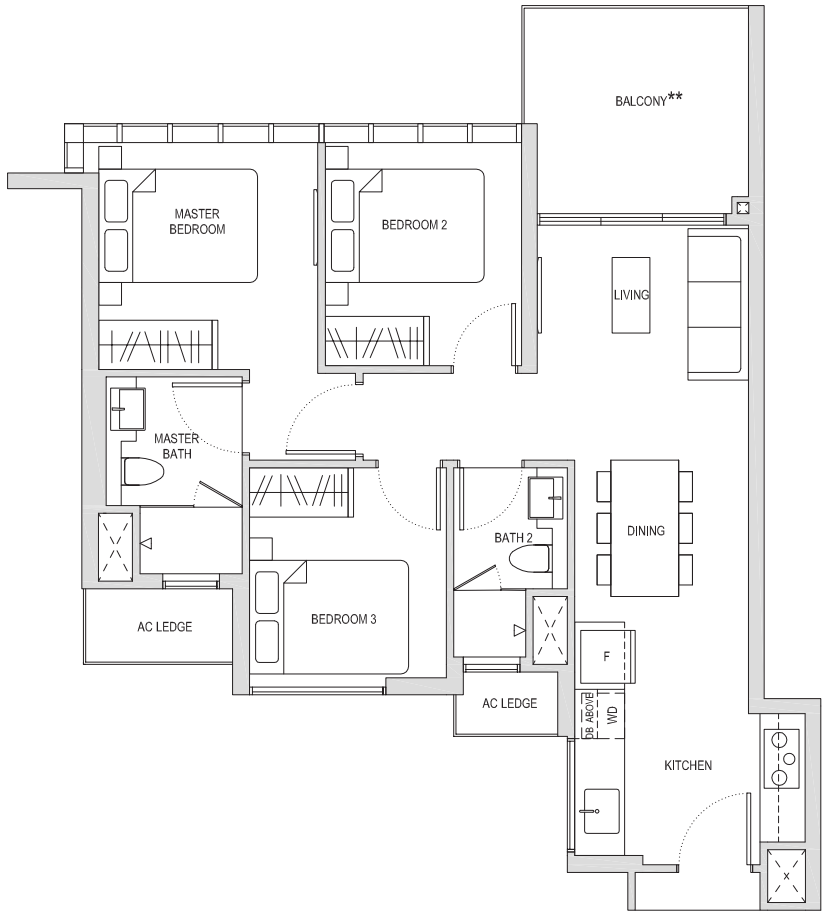 BALCONY**
MASTER
BEDROOM
BEDROOM 2
LIVING
MASTER
BATH
DINING
BATH 2
AC LEDGE
BEDROOM 3
F
AC LEDGE
DB ABOVE
WD
KITCHEN
x